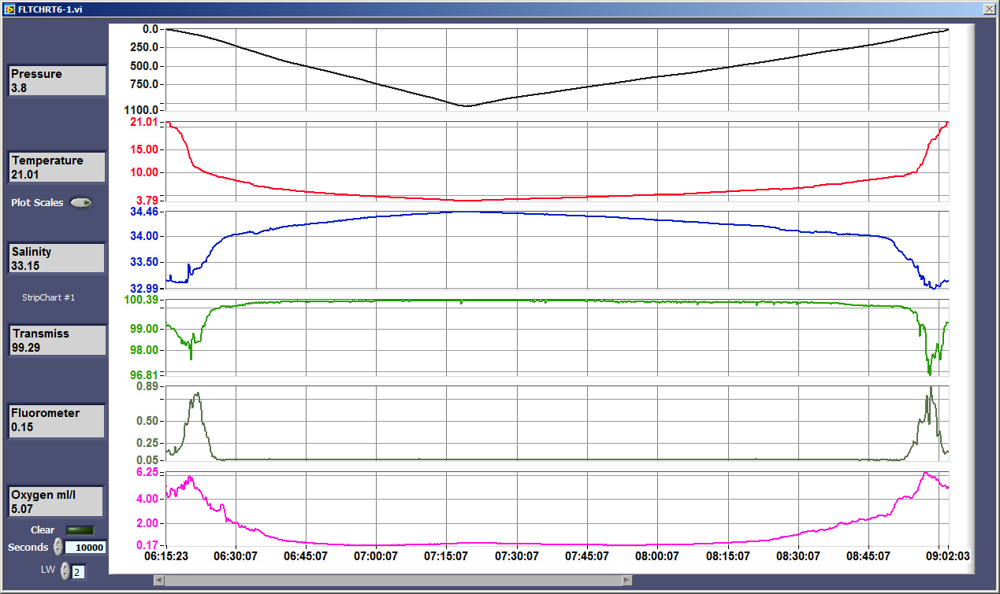 FLTCHRT6-1.vi
Pressure
3.8
0.0
250.0
500.0
750.0
1100.0
Temperature
21.01
Plot Scales
21.01
15.00
10.00
3.79
Salinity
33.15
StripChart #1
34.46
34.00
33.50
32.99
Transmiss
99.29
100.39
99.00
98.00
96.81
Fluorometer
0.15
0.89
0.50
0.25
0.05
Oxygen ml/l
5.07
6.25
4.00
2.00
0.17
Clear
Seconds 10000
LW 2
06:15:23 06:30:07 06:45:07 07:00:07 07:15:07 07:30:07 07:45:07 08:00:07 08:15:07 08:30:07 08:45:07 09:02:03